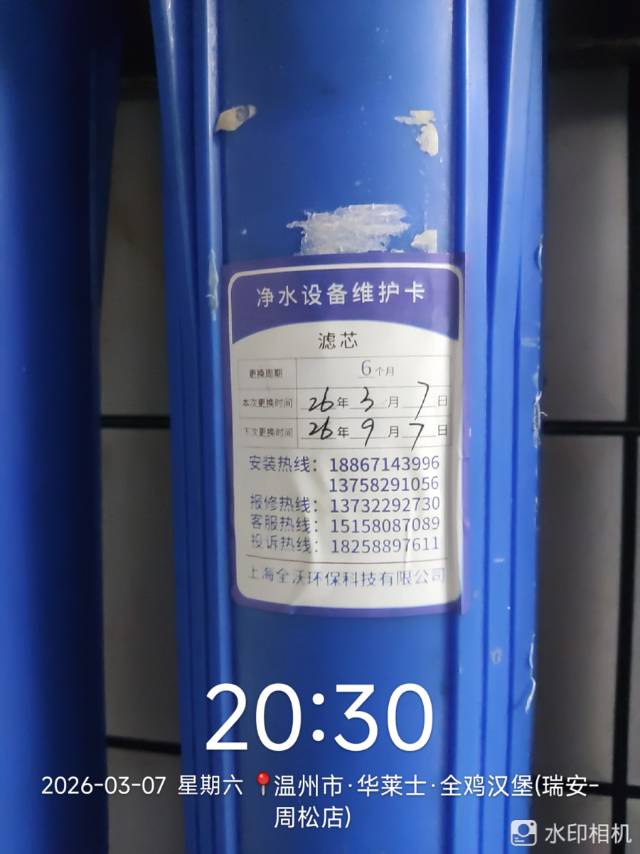 净水设备维护卡
滤芯
更换周期 6个月
本次更换时间 26年3月7日
下次更换时间 26年9月7日
安装热线：18867143996
13758291056
报修热线：13732292730
客服热线：15158087089
投诉热线：18258897611
上海全沃环保科技有限公司
20:30
2026-03-07 星期六 温州市·华莱士·全鸡汉堡(瑞安-
周松店)
水印相机